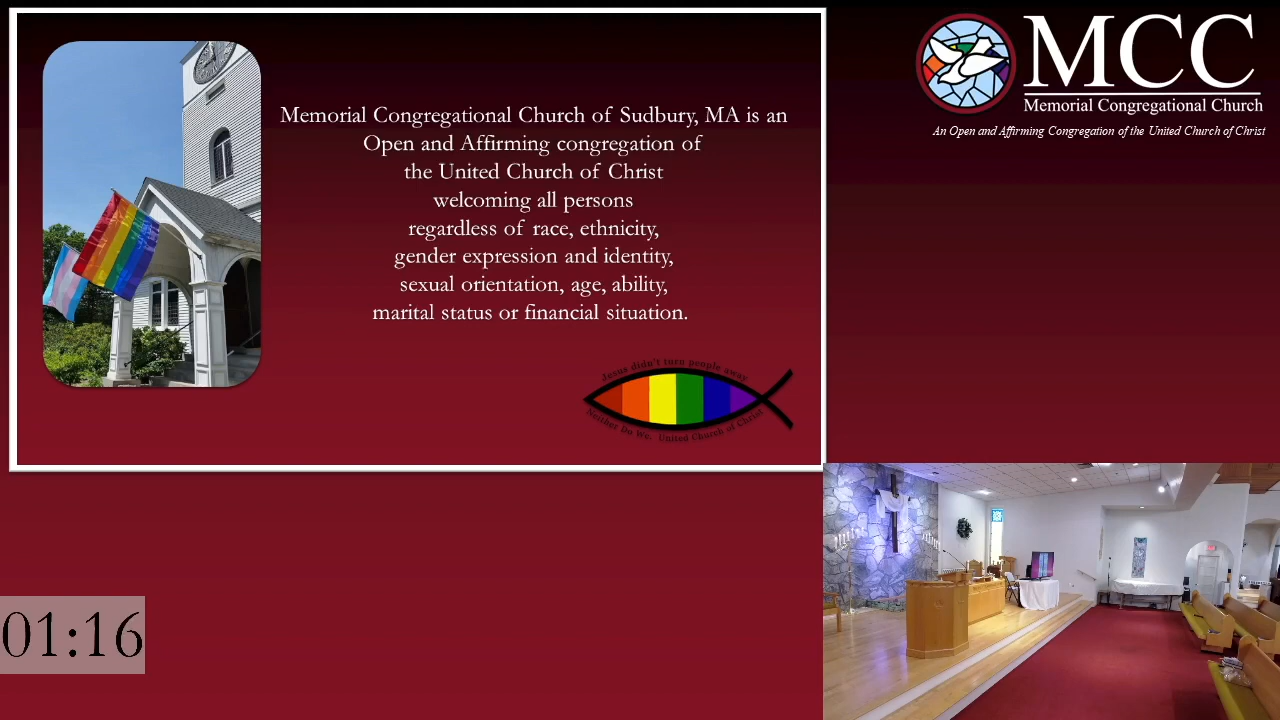 Memorial Congregational Church of Sudbury, MA is an
Open and Affirming congregation of
the United Church of Christ
welcoming all persons
regardless of race, ethnicity,
gender expression and identity,
sexual orientation, age, ability,
marital status or financial situation.
Jesus didn't turn people away
Neither Do We. United Church of Christ
MCC
Memorial Congregational Church
An Open and Affirming Congregation of the United Church of Christ
01:16